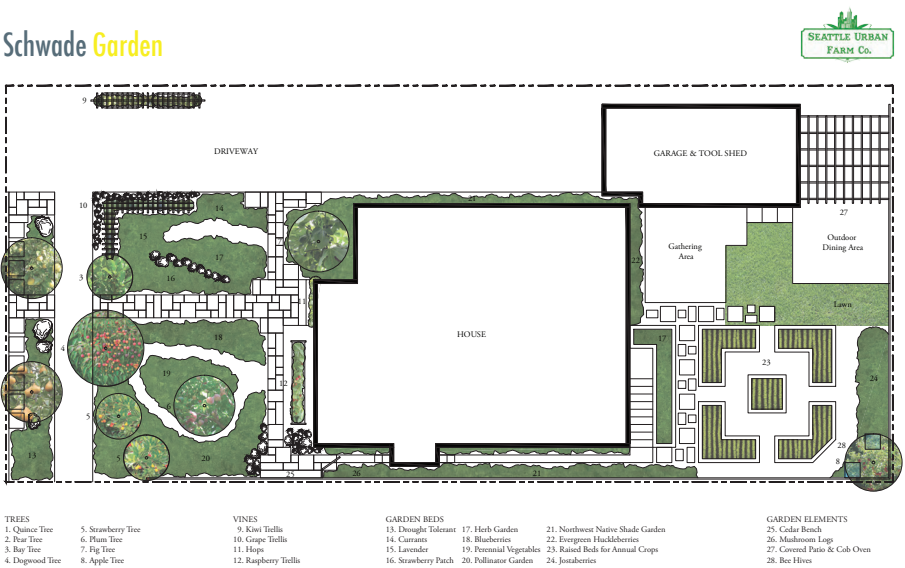 Schwade Garden
SEATTLE URBAN
FARM CO.
9
DRIVEWAY
GARAGE & TOOL SHED
10
14
21
27
15
17
Gathering
Area
Outdoor
Dining Area
22
3
16
11
Lawn
18
HOUSE
17
4
23
19
12
24
5
6
28
13
5
20
8
25
26
21
TREES
1. Quince Tree
2. Pear Tree
3. Bay Tree
4. Dogwood Tree
5. Strawberry Tree
6. Plum Tree
7. Fig Tree
8. Apple Tree
VINES
9. Kiwi Trellis
10. Grape Trellis
11. Hops
12. Raspberry Trellis
GARDEN BEDS
13. Drought Tolerant
14. Currants
15. Lavender
16. Strawberry Patch
17. Herb Garden
18. Blueberries
19. Perennial Vegetables
20. Pollinator Garden
21. Northwest Native Shade Garden
22. Evergreen Huckleberries
23. Raised Beds for Annual Crops
24. Jostaberries
GARDEN ELEMENTS
25. Cedar Bench
26. Mushroom Logs
27. Covered Patio & Cob Oven
28. Bee Hives